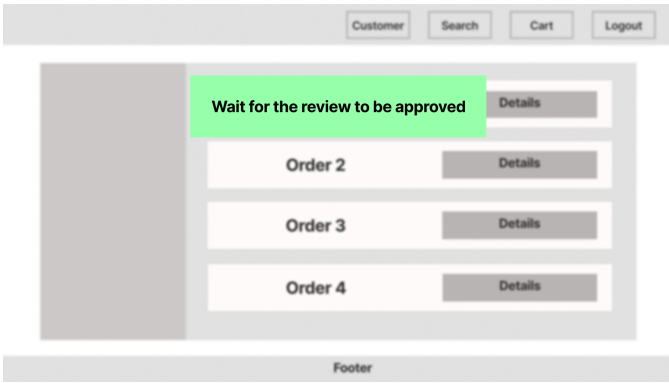 Customer Search Cart Logout
Wait for the review to be approved Details
Order 2 Details
Order 3 Details
Order 4 Details
Footer